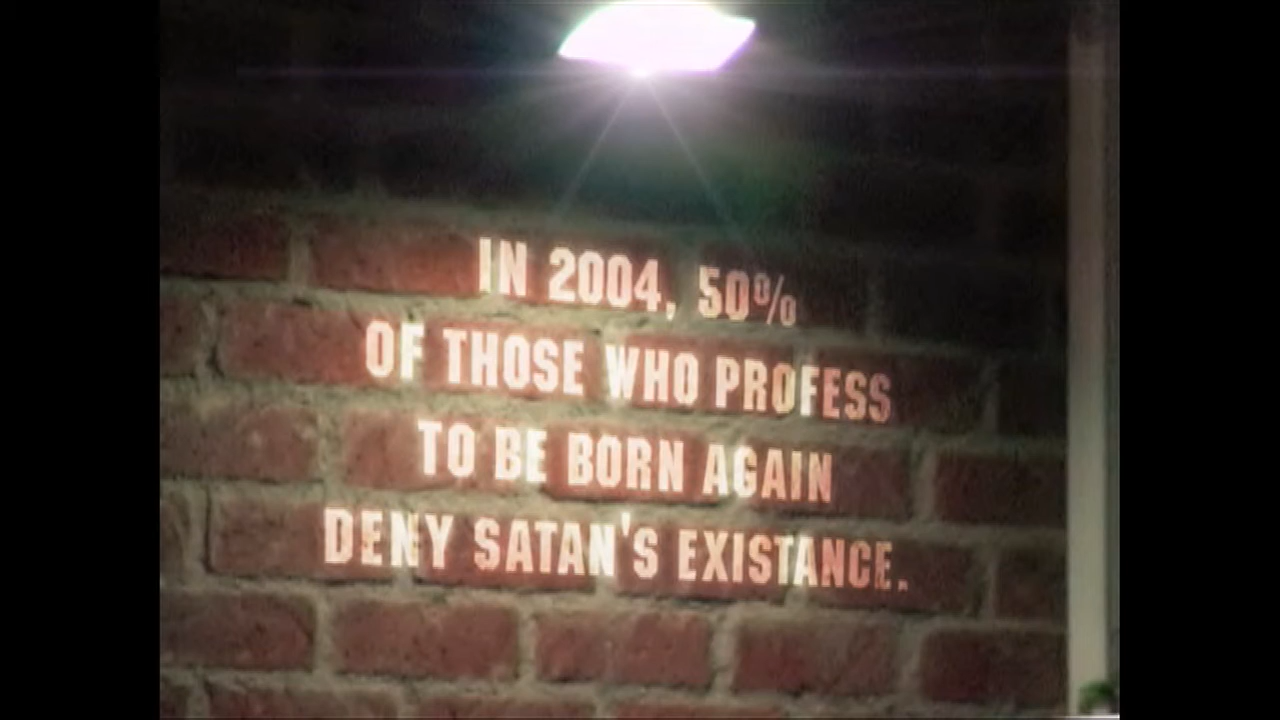 IN 2004, 50%
OF THOSE WHO PROFESS
TO BE BORN AGAIN
DENY SATAN'S EXISTANCE.